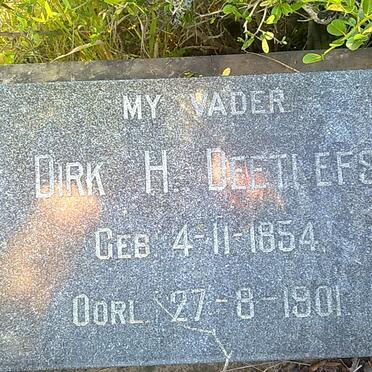 MY VADER
DIRK H. DEETLEFS
GEB. 4-11-1854.
OORL. 27-8-1901.